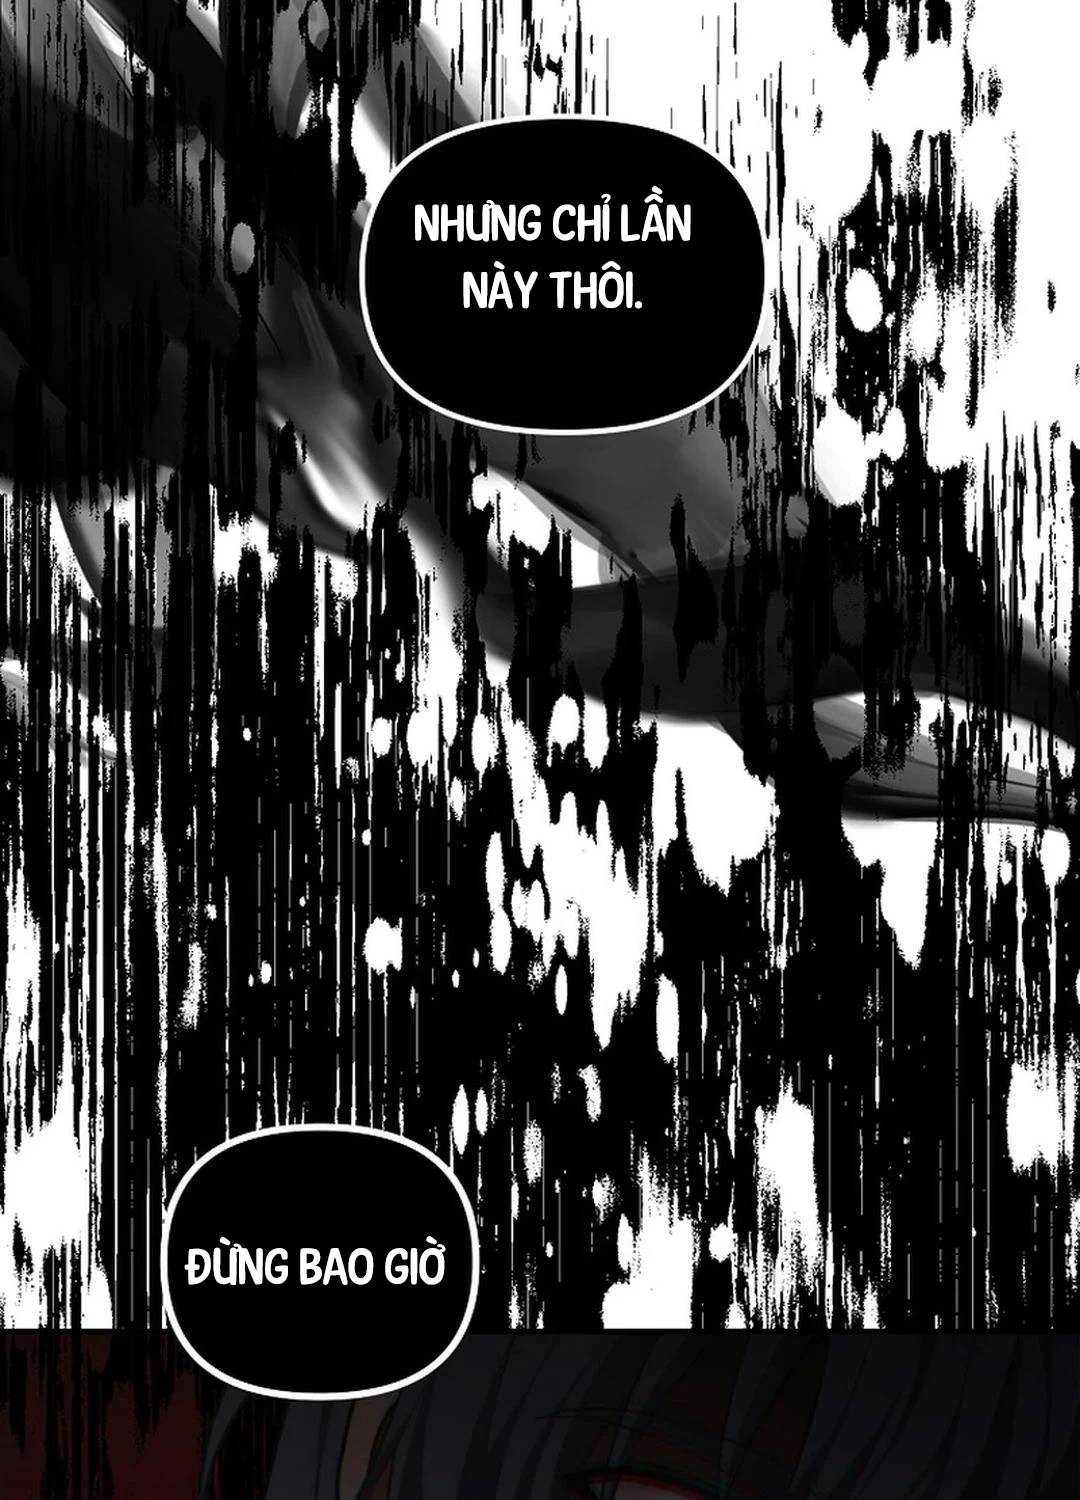 NHƯNG CHỈ LẦN
NÀY THÔI.
ĐỪNG BAO GIỜ